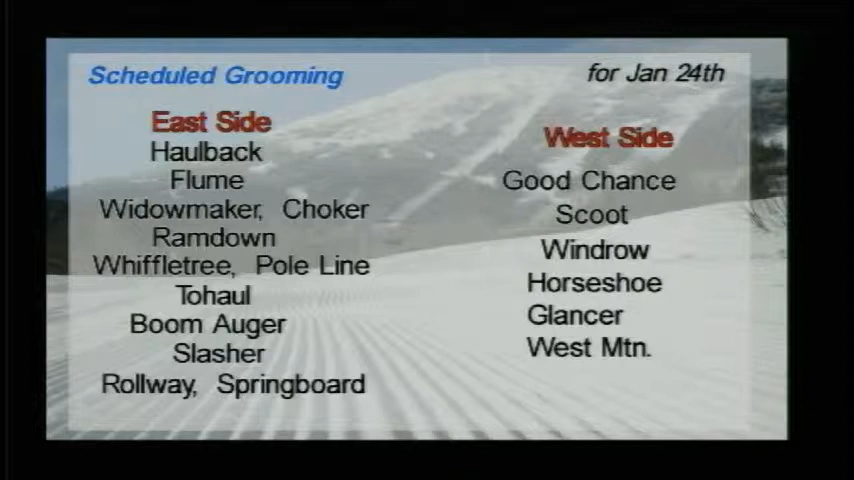 Scheduled Grooming
for Jan 24th
East Side
Haulback
Flume
Widowmaker, Choker
Ramdown
Whiffletree, Pole Line
Tohaul
Boom Auger
Slasher
Rollway, Springboard
West Side
Good Chance
Scoot
Windrow
Horseshoe
Glancer
West Mtn.